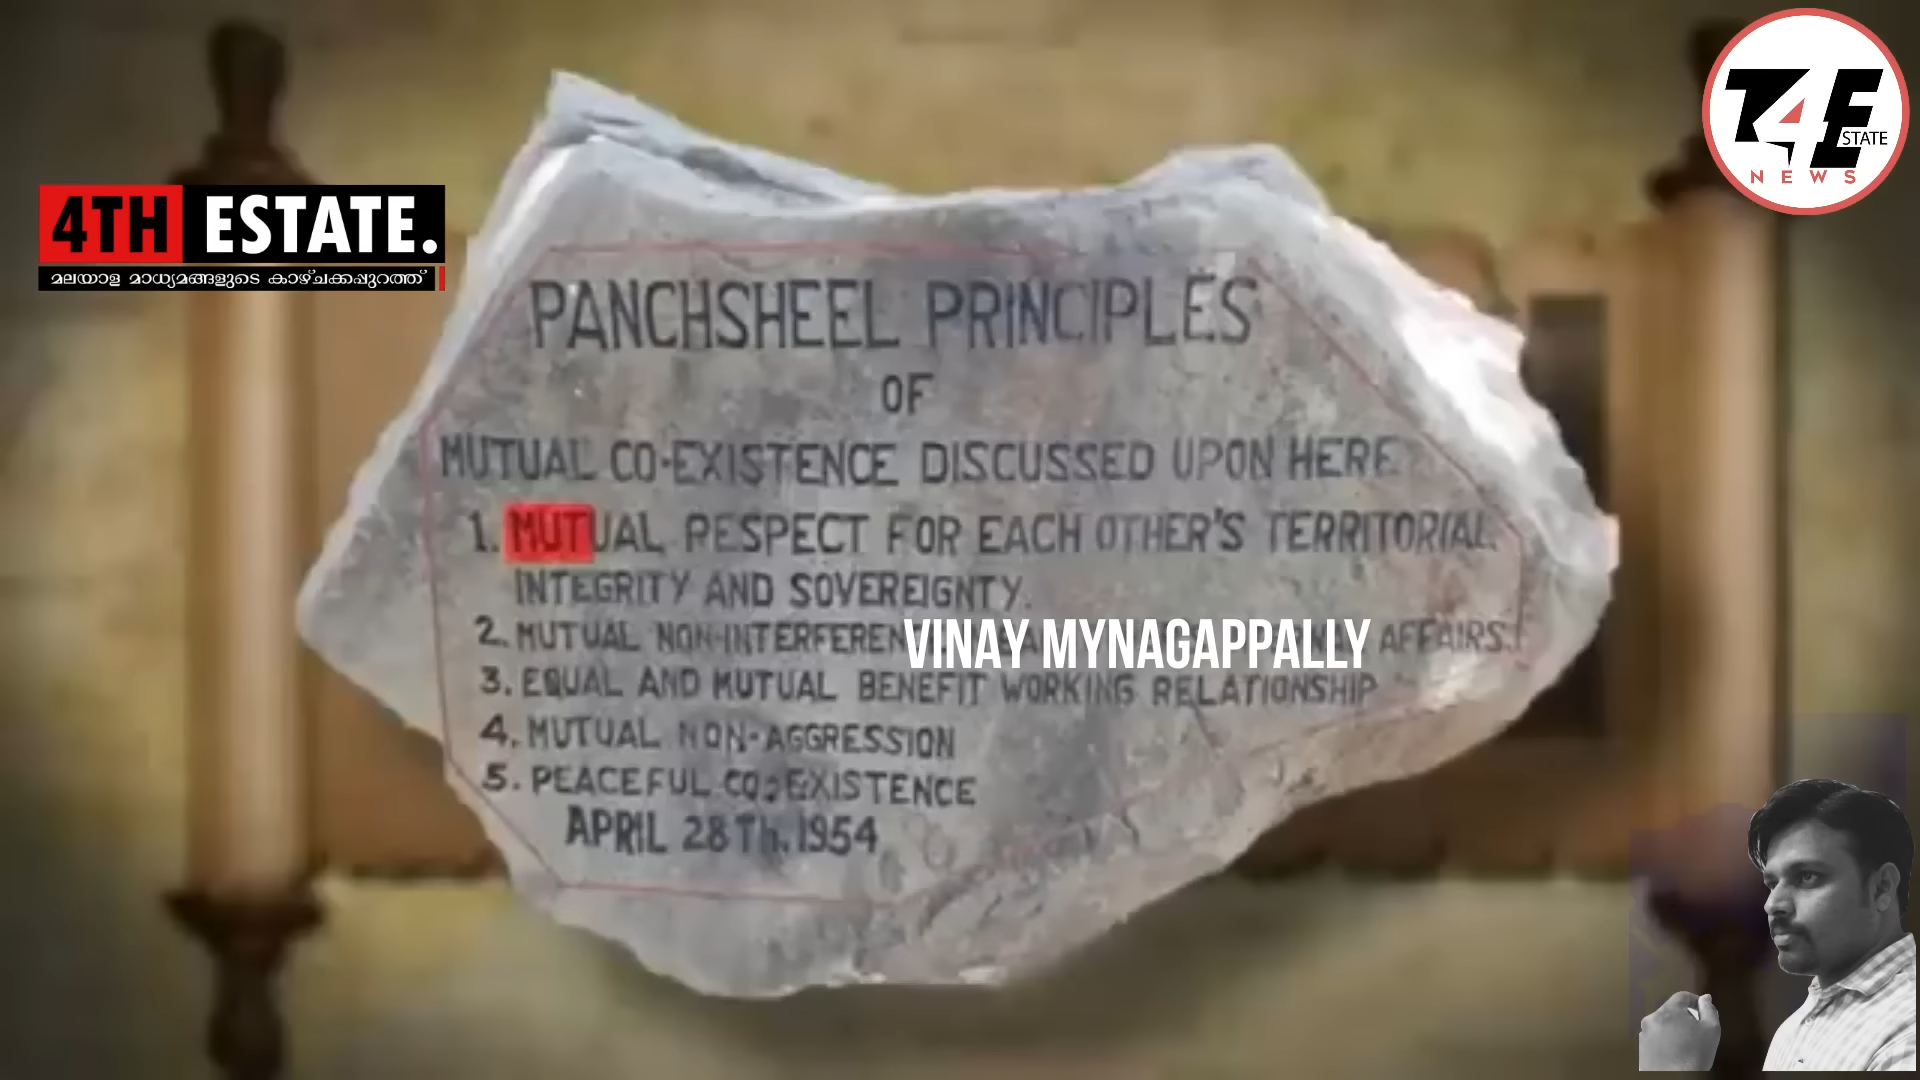 4TH ESTATE.
മലയാള മാധ്യമങ്ങളുടെ കാഴ്ചക്കപ്പുറത്ത്
T4E
STATE
NEWS
PANCHSHEEL PRINCIPLES
OF
MUTUAL CO-EXISTENCE DISCUSSED UPON HERE
1. MUTUAL RESPECT FOR EACH OTHER'S TERRITORIAL
INTEGRITY AND SOVEREIGNTY.
2. MUTUAL AFFAIRS.
VINAY MYNAGAPPALLY
3. EQUAL AND MUTUAL BENEFIT WORKING RELATIONSHIP
4. MUTUAL NON-AGGRESSION
5. PEACEFUL CO-EXISTENCE
APRIL 28Th. 1954